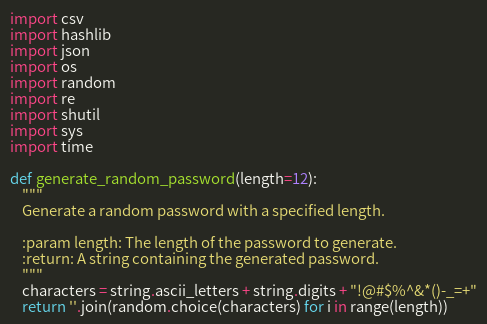 import csv
import hashlib
import json
import os
import random
import re
import shutil
import sys
import time
def generate_random_password(length=12):
"""
Generate a random password with a specified length.
:param length: The length of the password to generate.
:return: A string containing the generated password.
"""
characters = string.ascii_letters + string.digits + "!@#$%^&*()-_=+"
return ''.join(random.choice(characters) for i in range(length))